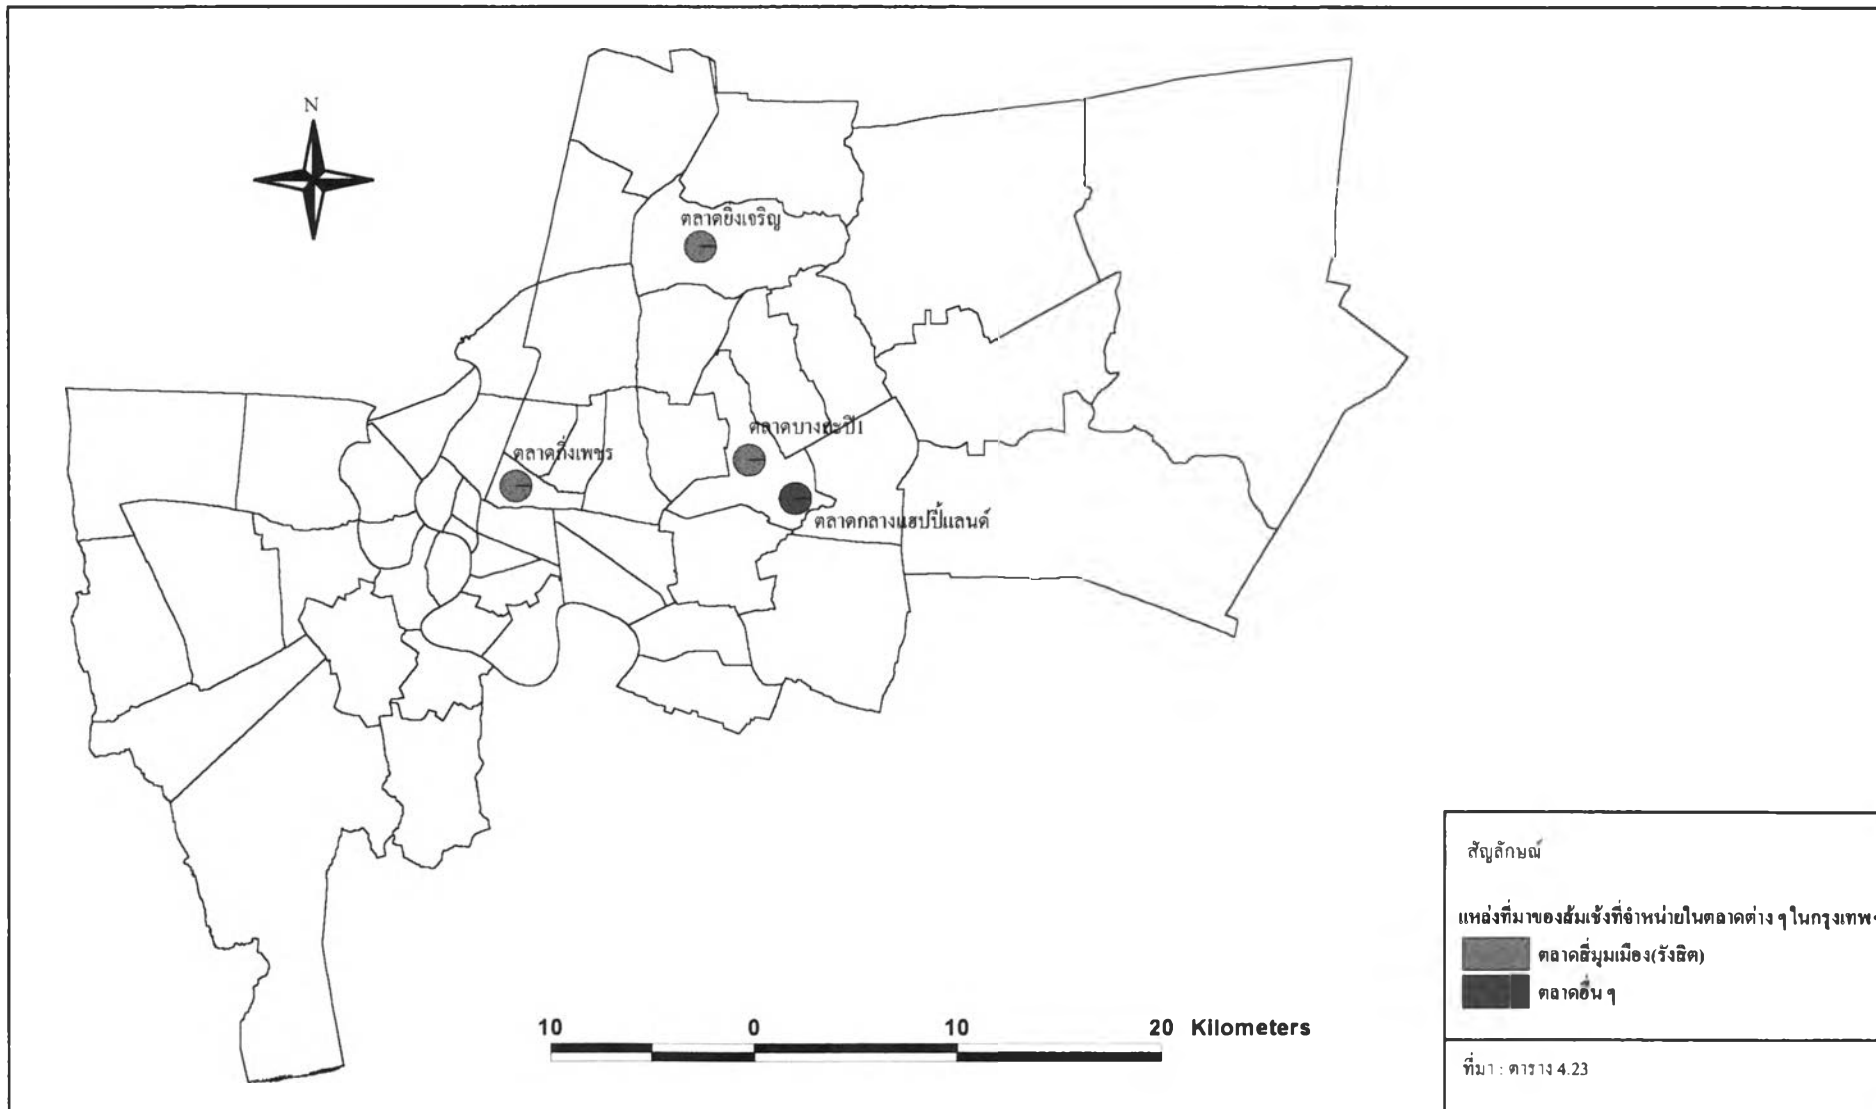 N
ตลาดยิ่งเจริญ
ตลาดบางกะปิ1
ตลาดกิ่งเพชร
ตลาดกลางแฮปปี้แลนด์
10 0 10 20 Kilometers
สัญลักษณ์
แหล่งที่มาของส้มเช้งที่จำหน่ายในตลาดต่าง ๆ ในกรุงเทพฯ
ตลาดสี่มุมเมือง(รังสิต)
ตลาดอื่น ๆ
ที่มา : ตาราง 4.23